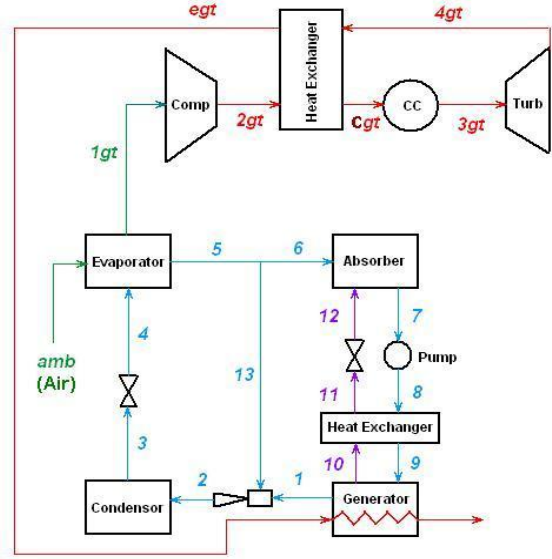 egt
4gt
Heat Exchanger
Comp
CC
Turb
2gt
Cgt
3gt
1gt
Evaporator
5
6
Absorber
amb
(Air)
4
13
12
7
Pump
11
8
3
Heat Exchanger
10
9
Condensor
2
1
Generator